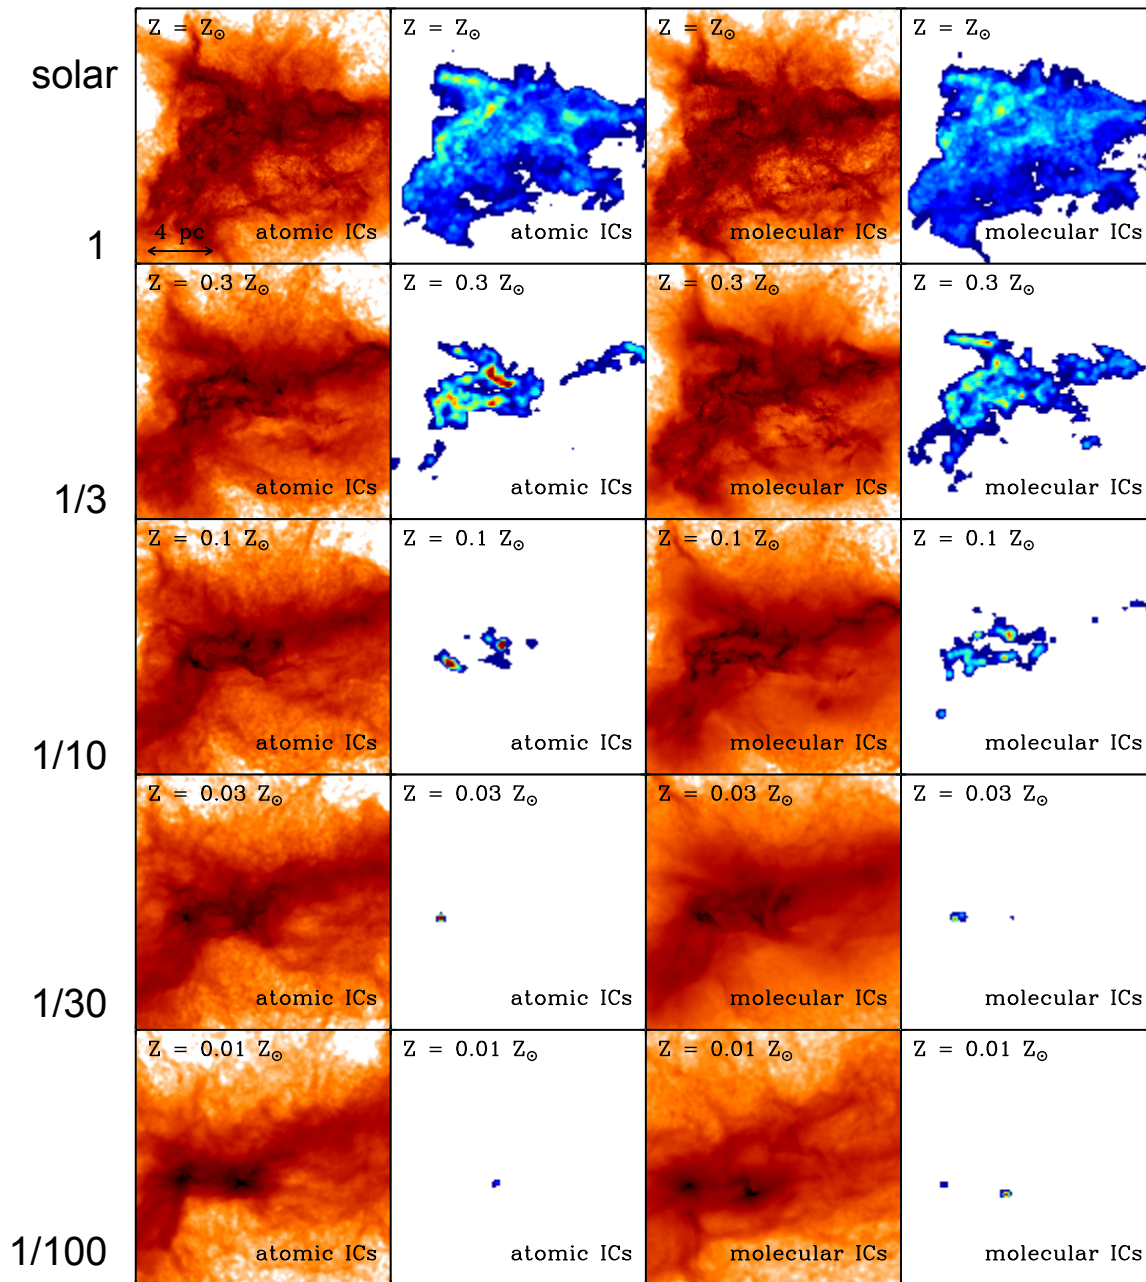 solar
Z = Z☉
Z = Z☉
Z = Z☉
Z = Z☉
1
4 pc
atomic ICs
atomic ICs
molecular ICs
molecular ICs
Z = 0.3 Z☉
Z = 0.3 Z☉
Z = 0.3 Z☉
Z = 0.3 Z☉
1/3
atomic ICs
atomic ICs
molecular ICs
molecular ICs
Z = 0.1 Z☉
Z = 0.1 Z☉
Z = 0.1 Z☉
Z = 0.1 Z☉
1/10
atomic ICs
atomic ICs
molecular ICs
molecular ICs
Z = 0.03 Z☉
Z = 0.03 Z☉
Z = 0.03 Z☉
Z = 0.03 Z☉
1/30
atomic ICs
atomic ICs
molecular ICs
molecular ICs
Z = 0.01 Z☉
Z = 0.01 Z☉
Z = 0.01 Z☉
Z = 0.01 Z☉
1/100
atomic ICs
atomic ICs
molecular ICs
molecular ICs